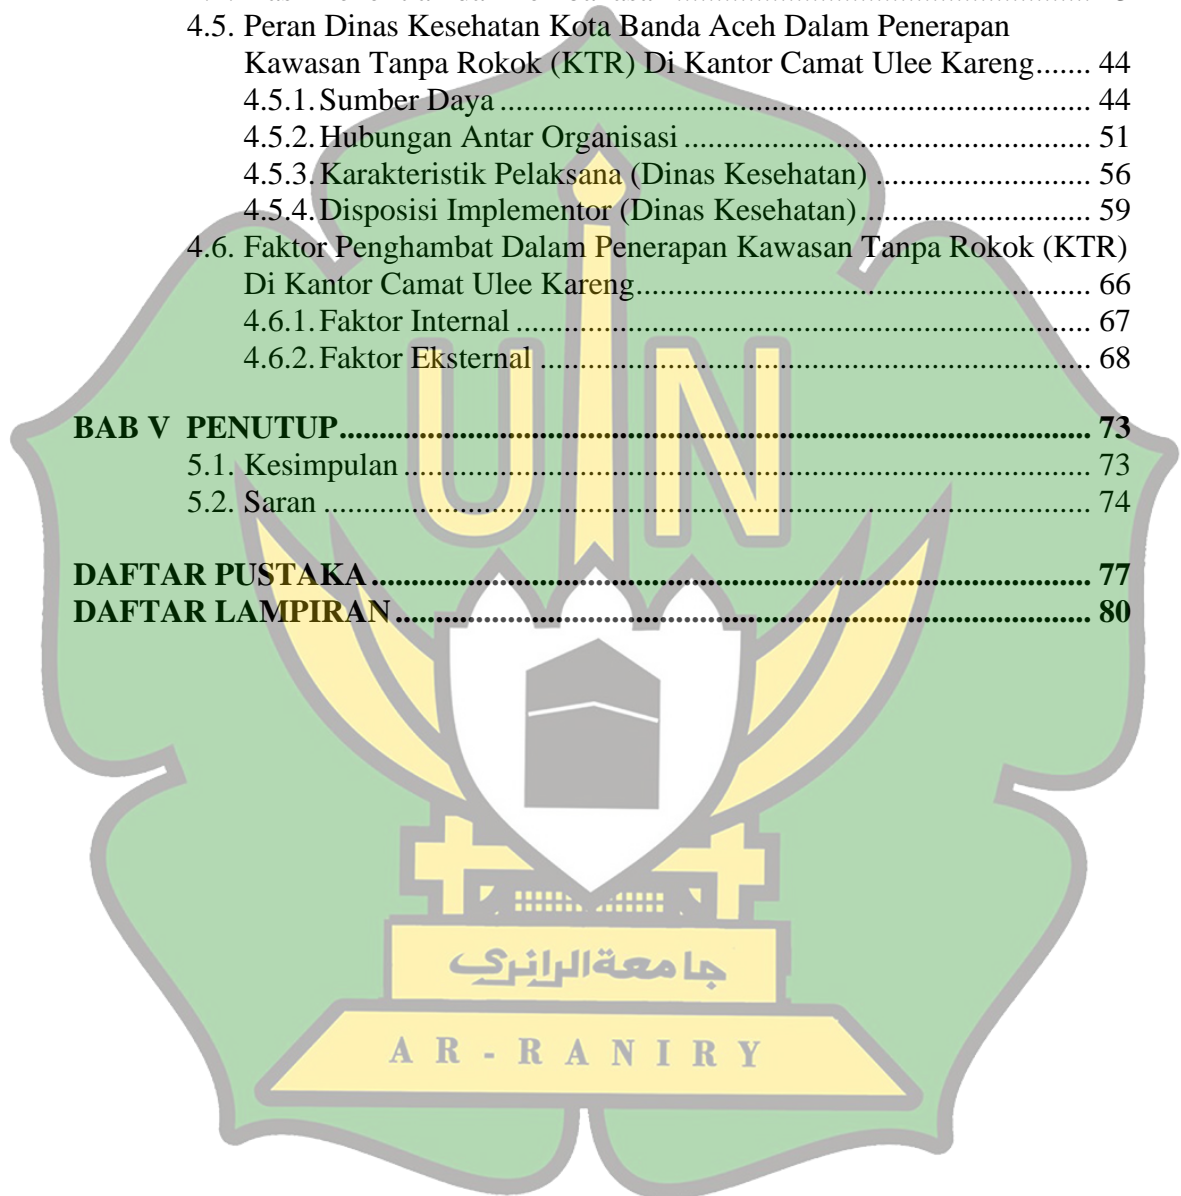 4.5. Peran Dinas Kesehatan Kota Banda Aceh Dalam Penerapan
Kawasan Tanpa Rokok (KTR) Di Kantor Camat Ulee Kareng....... 44
4.5.1. Sumber Daya ........................................................................... 44
4.5.2. Hubungan Antar Organisasi .................................................... 51
4.5.3. Karakteristik Pelaksana (Dinas Kesehatan) ........................... 56
4.5.4. Disposisi Implementor (Dinas Kesehatan)............................. 59
4.6. Faktor Penghambat Dalam Penerapan Kawasan Tanpa Rokok (KTR)
Di Kantor Camat Ulee Kareng.......................................................... 66
4.6.1. Faktor Internal ......................................................................... 67
4.6.2. Faktor Eksternal ...................................................................... 68
BAB V PENUTUP................................................................................................ 73
5.1. Kesimpulan ........................................................................................ 73
5.2. Saran .................................................................................................. 74
DAFTAR PUSTAKA ............................................................................................ 77
DAFTAR LAMPIRAN......................................................................................... 80
UIN
جامعة الرانري
AR-RANIRY